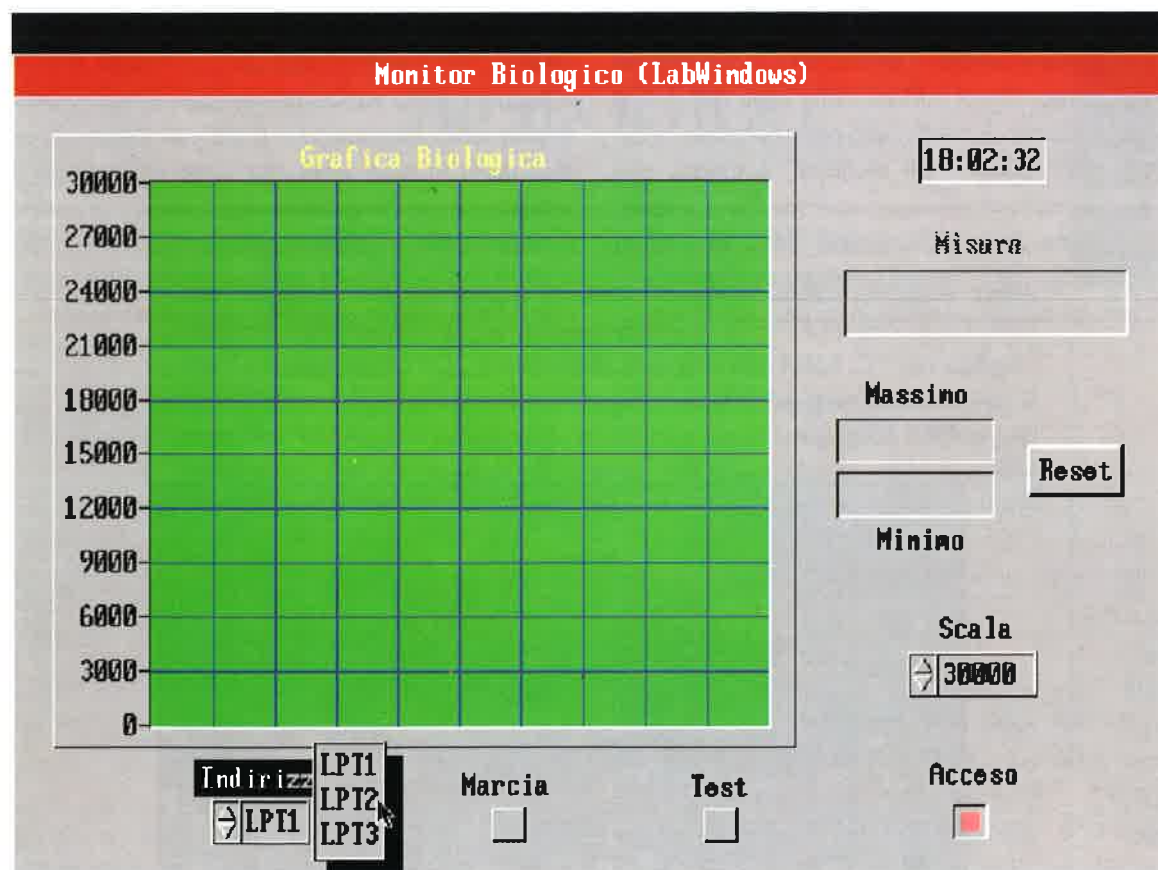 Monitor Biologico (LabWindows)
Grafica Biologica
30000
27000
24000
21000
18000
15000
12000
9000
6000
3000
0
18:02:32
Misura
Massimo
Reset
Minimo
Scala
30000
Indirizz
LPT1
LPT1
LPT2
LPT3
Marcia
Test
Acceso